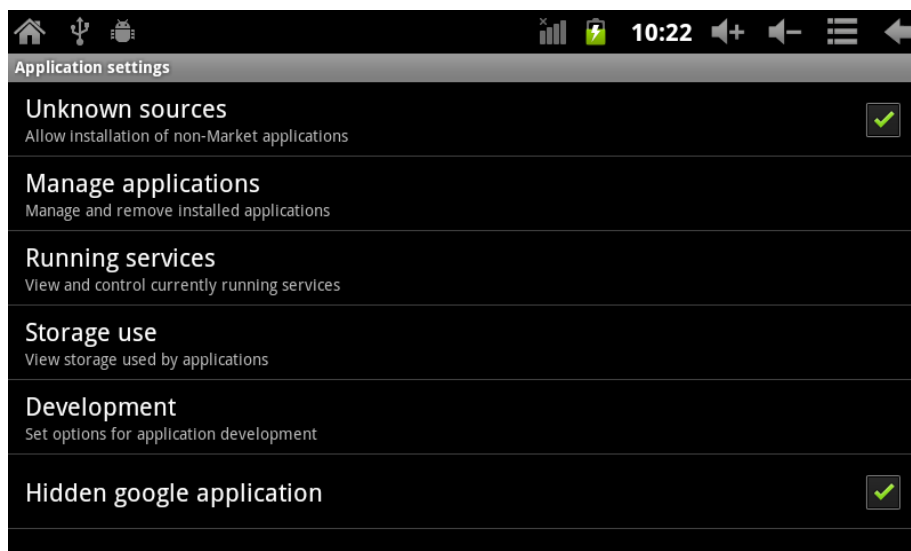 10:22
Application settings
Unknown sources
Allow installation of non-Market applications
Manage applications
Manage and remove installed applications
Running services
View and control currently running services
Storage use
View storage used by applications
Development
Set options for application development
Hidden google application